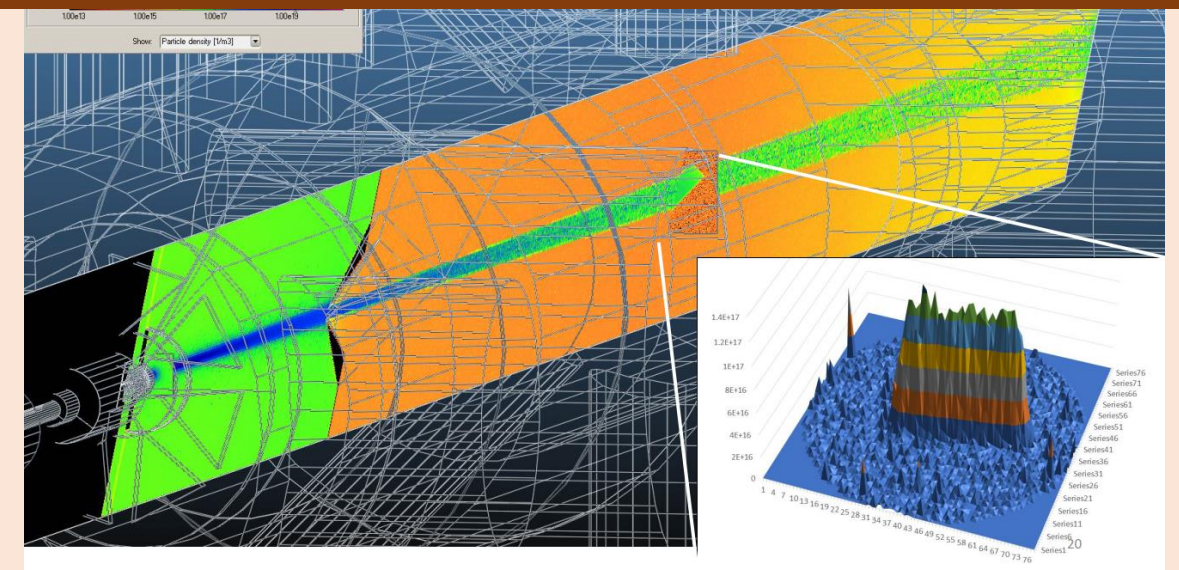 1.00e13 1.00e15 1.00e17 1.00e19
Show: Particle density [1/m3]
1.4E+17
1.2E+17
1E+17
8E+16
6E+16
4E+16
2E+16
0
1 4 7 10 13 16 19 22 25 28 31 34 37 40 43 46 49 52 55 58 61 64 67 70 73 76
Series76
Series71
Series66
Series61
Series56
Series51
Series46
Series41
Series36
Series31
Series26
Series21
Series16
Series11
Series6
Series1
20